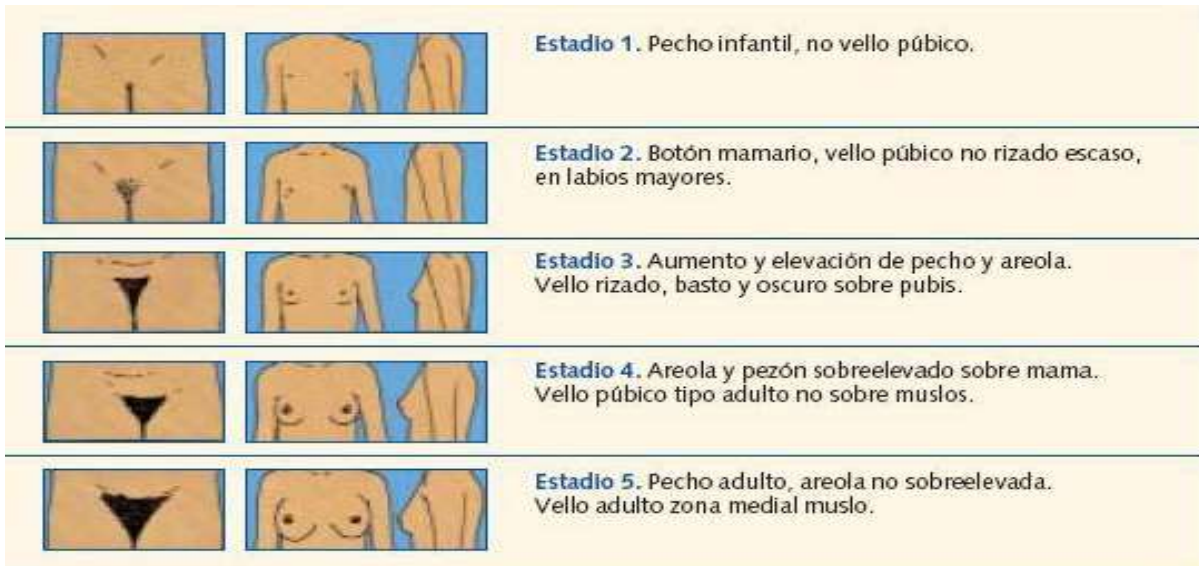 Estadio 1. Pecho infantil, no vello púbico.
Estadio 2. Botón mamario, vello púbico no rizado escaso,
en labios mayores.
Estadio 3. Aumento y elevación de pecho y areola.
Vello rizado, basto y oscuro sobre pubis.
Estadio 4. Areola y pezón sobreelevado sobre mama.
Vello púbico tipo adulto no sobre muslos.
Estadio 5. Pecho adulto, areola no sobreelevada.
Vello adulto zona medial muslo.